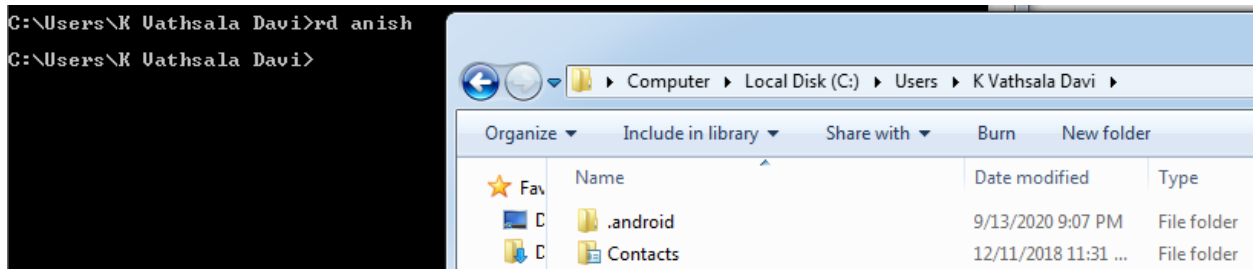 C:\Users\K Vathsala Davi>rd anish
C:\Users\K Vathsala Davi>
Computer Local Disk (C:) Users K Vathsala Davi
Organize Include in library Share with Burn New folder
Fav Name Date modified Type
D .android 9/13/2020 9:07 PM File folder
D Contacts 12/11/2018 11:31 ... File folder